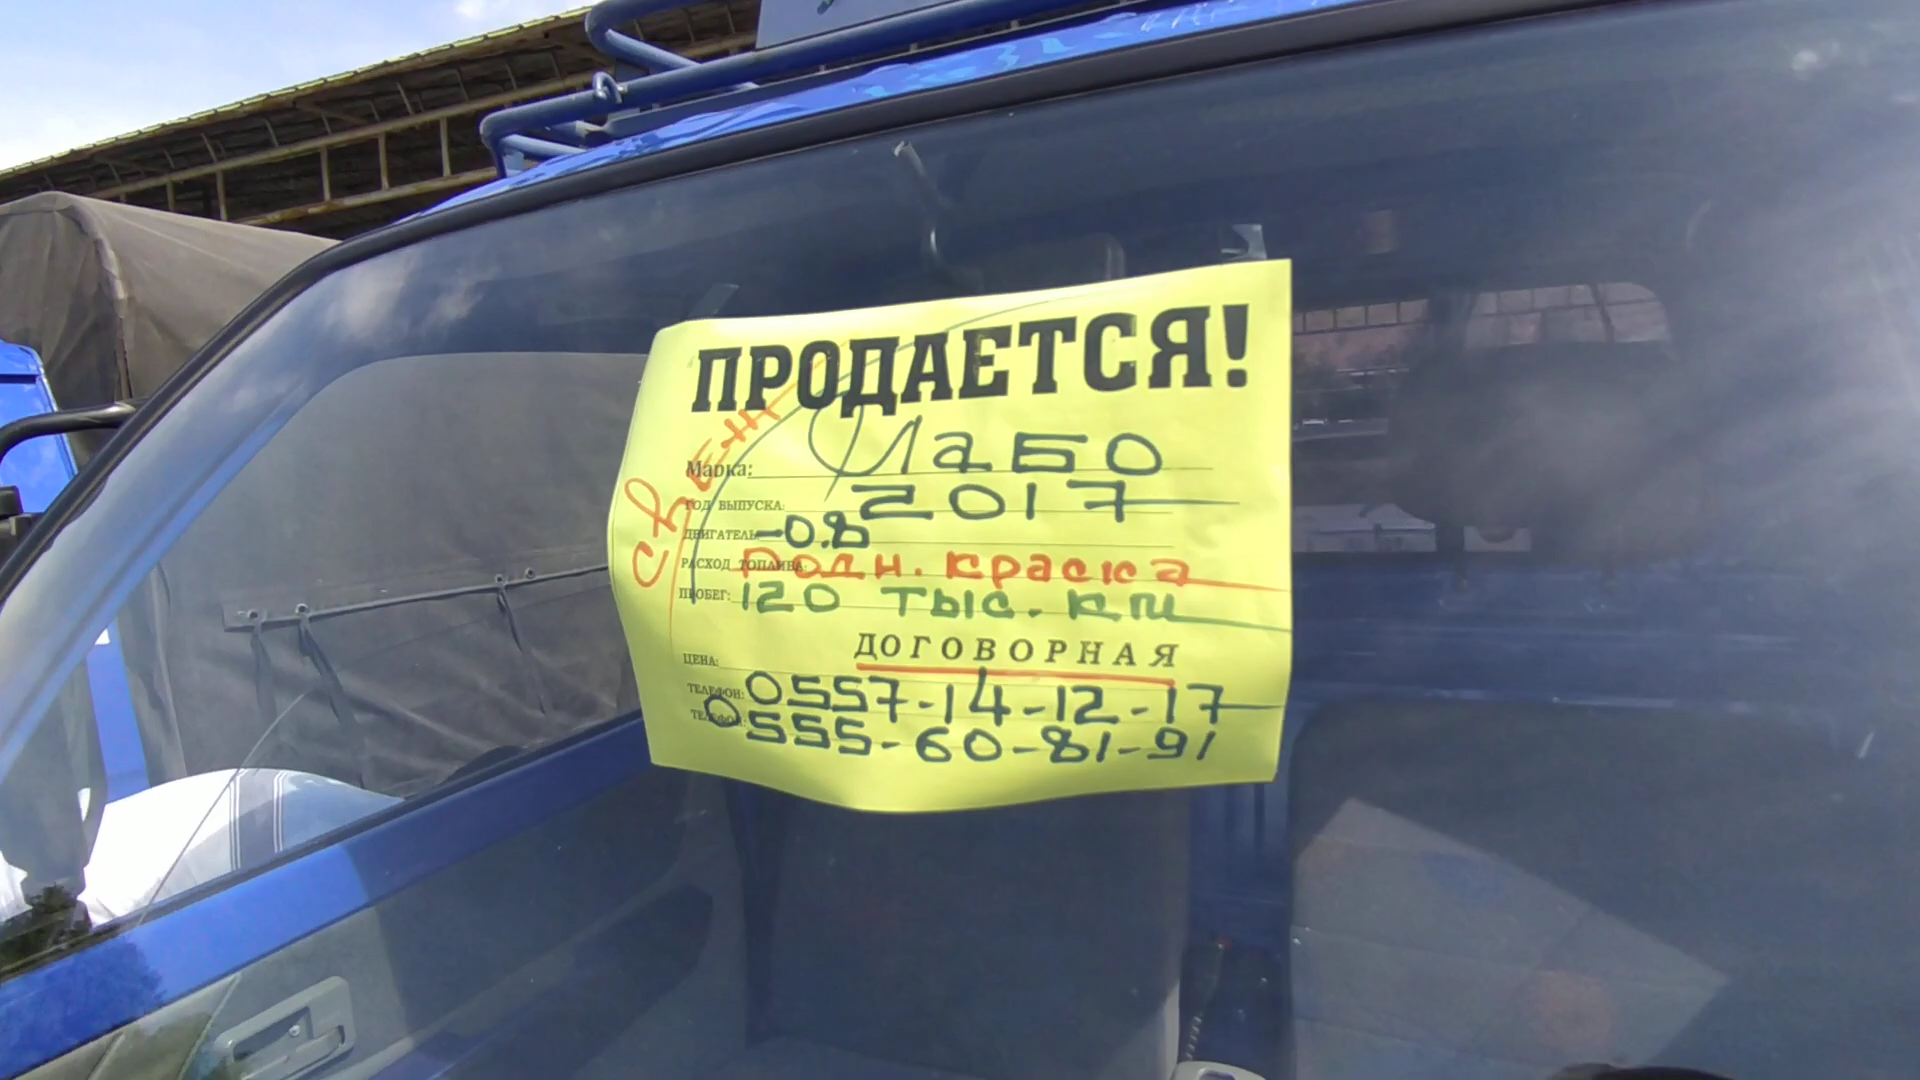 ПРОДАЕТСЯ!
Марка: ЛаБО
ГОД ВЫПУСКА: 2017
ДВИГАТЕЛЬ -0.8
РАСХОД ТОПЛИВА: Родн. краска
ПРОБЕГ: 120 тыс. км
ЦЕНА: ДОГОВОРНАЯ
ТЕЛЕФОН: 0557-14-12-17
ТЕЛЕФОН: 0555-60-81-91